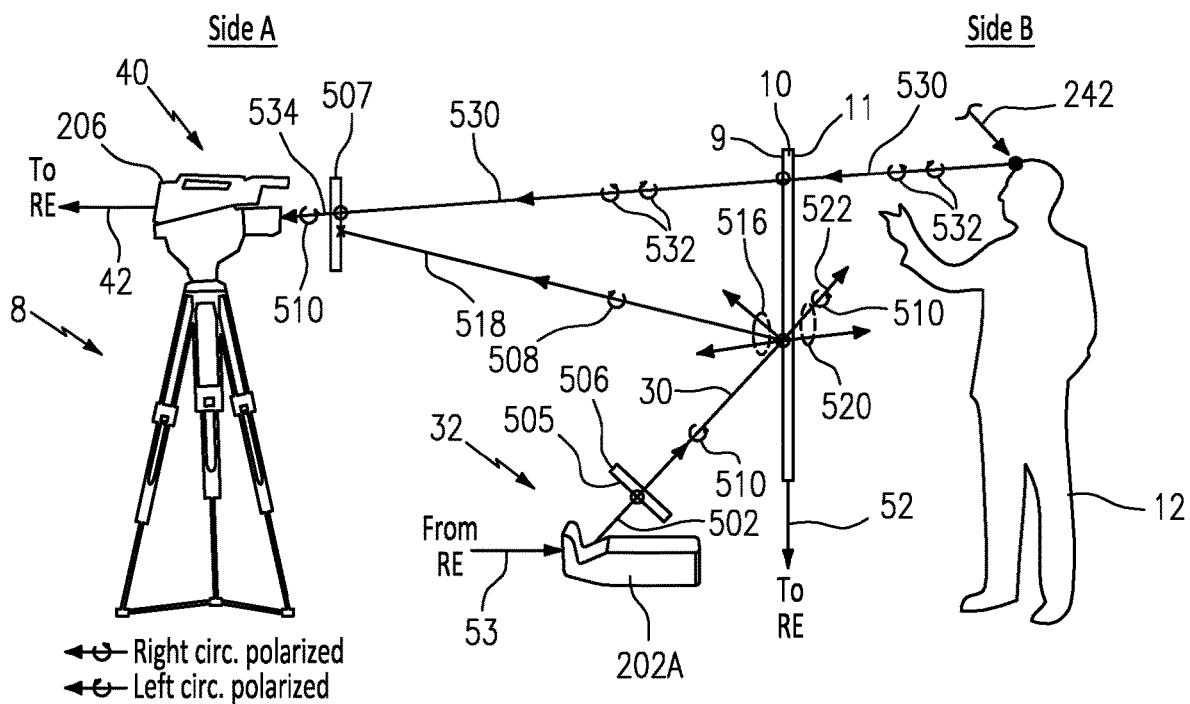 Side A
Side B
40
534
507
530
10
11
530
242
9
206
To
RE
532
516
522
532
42
510
8
518
508
510
506
30
520
505
32
510
502
52
12
From
RE
53
To
RE
202A
Right circ. polarized
Left circ. polarized